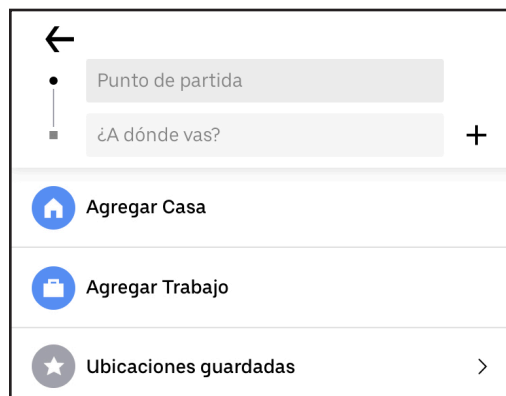 Punto de partida
¿A dónde vas?
Agregar Casa
Agregar Trabajo
Ubicaciones guardadas